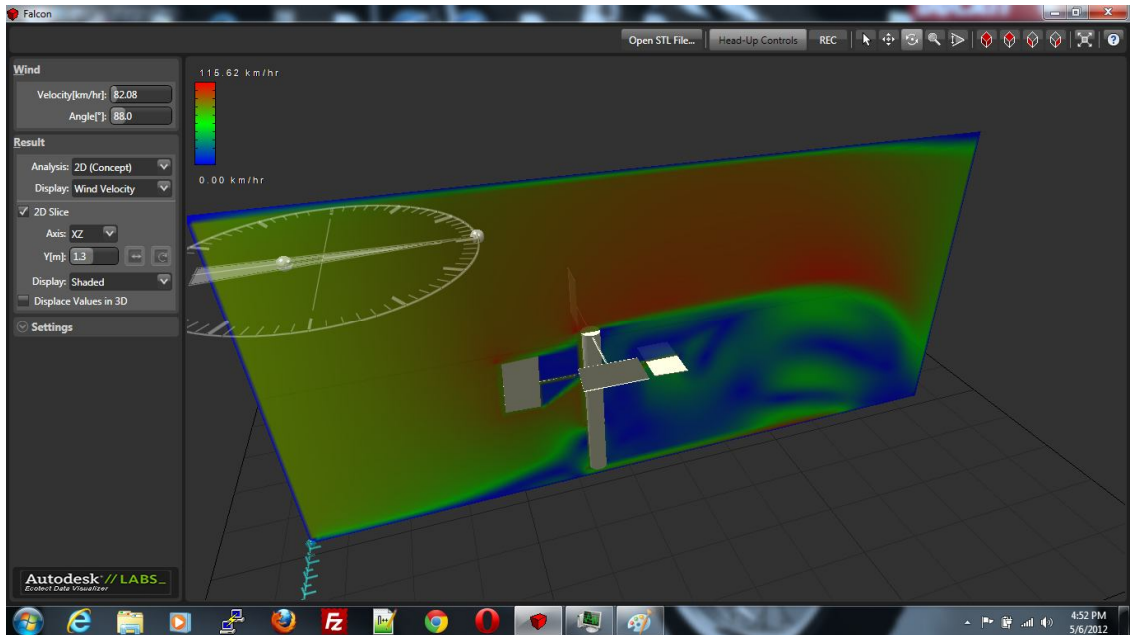 Falcon
Open STL File... Head-Up Controls REC
Wind
Velocity[km/hr]: 82.08
Angle[°]: 88.0
Result
Analysis: 2D (Concept)
Display: Wind Velocity
2D Slice
Axis: XZ
Y[m]: 1.3
Display: Shaded
Displace Values in 3D
Settings
115.62 km/hr
0.00 km/hr
Autodesk // LABS_
Ecotect Data Visualizer
4:52 PM
5/6/2012